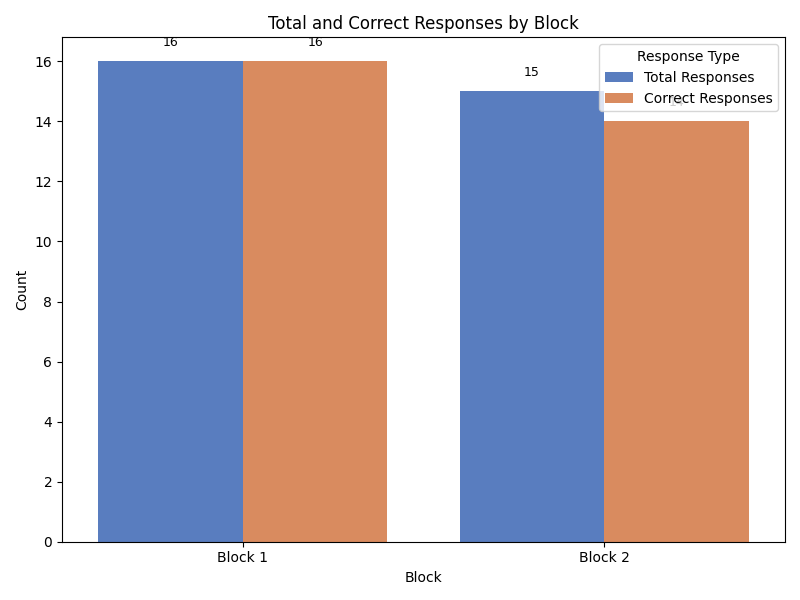 Total and Correct Responses by Block
16
16
15
14
Response Type
Total Responses
Correct Responses
16
14
12
10
8
6
4
2
0
Count
Block 1
Block 2
Block